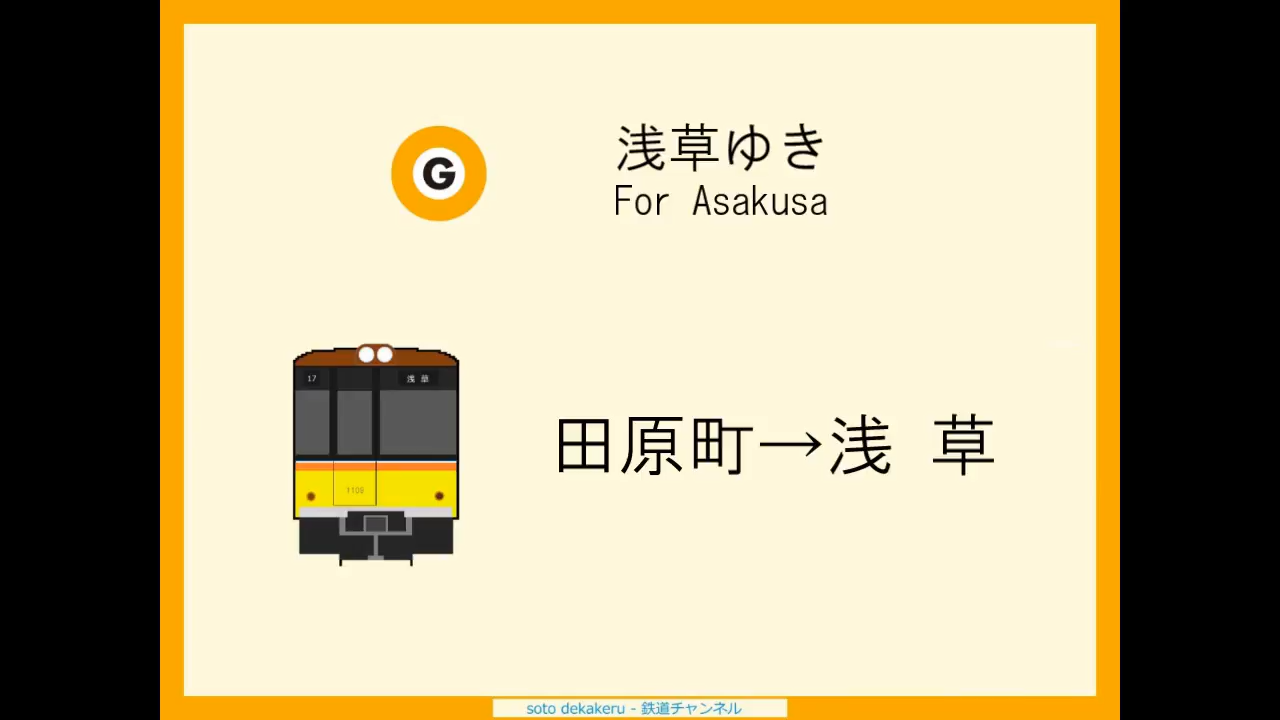 G
浅草ゆき
For Asakusa
17
浅 草
田原町→浅 草
1109
soto dekakeru - 鉄道チャンネル